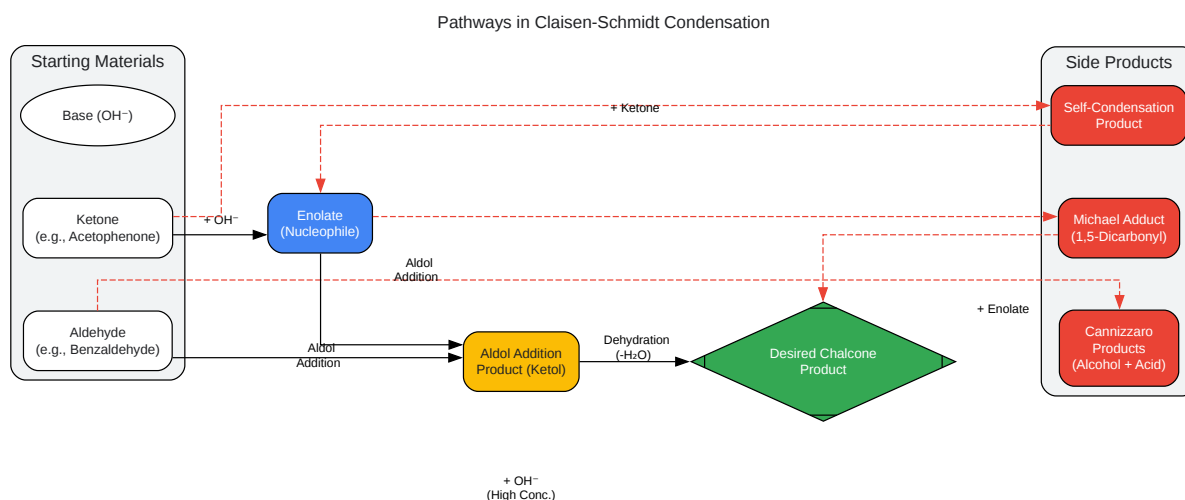 Pathways in Claisen-Schmidt Condensation
Starting Materials
Side Products
Base (OH⁻)
+ Ketone
Self-Condensation
Product
Ketone
(e.g., Acetophenone)
+ OH⁻
Enolate
(Nucleophile)
Michael Adduct
(1,5-Dicarbonyl)
Aldol
Addition
+ Enolate
Aldehyde
(e.g., Benzaldehyde)
Aldol
Addition
Aldol Addition
Product (Ketol)
Dehydration
(-H₂O)
Desired Chalcone
Product
Cannizzaro
Products
(Alcohol + Acid)
+ OH⁻
(High Conc.)